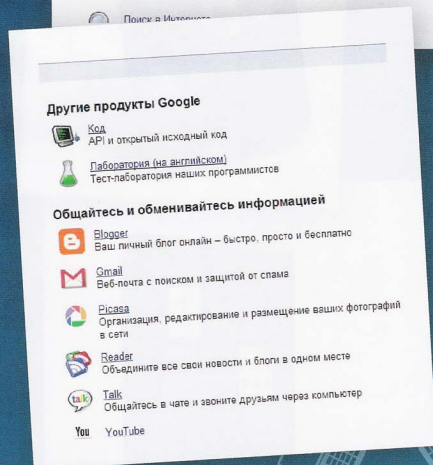 Поиск в Интернете
Другие продукты Google
Код
API и открытый исходный код
Лаборатория (на английском)
Тест-лаборатория наших программистов
Общайтесь и обменивайтесь информацией
Blogger
Ваш личный блог онлайн – быстро, просто и бесплатно
Gmail
Веб-почта с поиском и защитой от спама
Picasa
Организация, редактирование и размещение ваших фотографий
в сети
Reader
Объедините все свои новости и блоги в одном месте
talk
Talk
Общайтесь в чате и звоните друзьям через компьютер
You YouTube